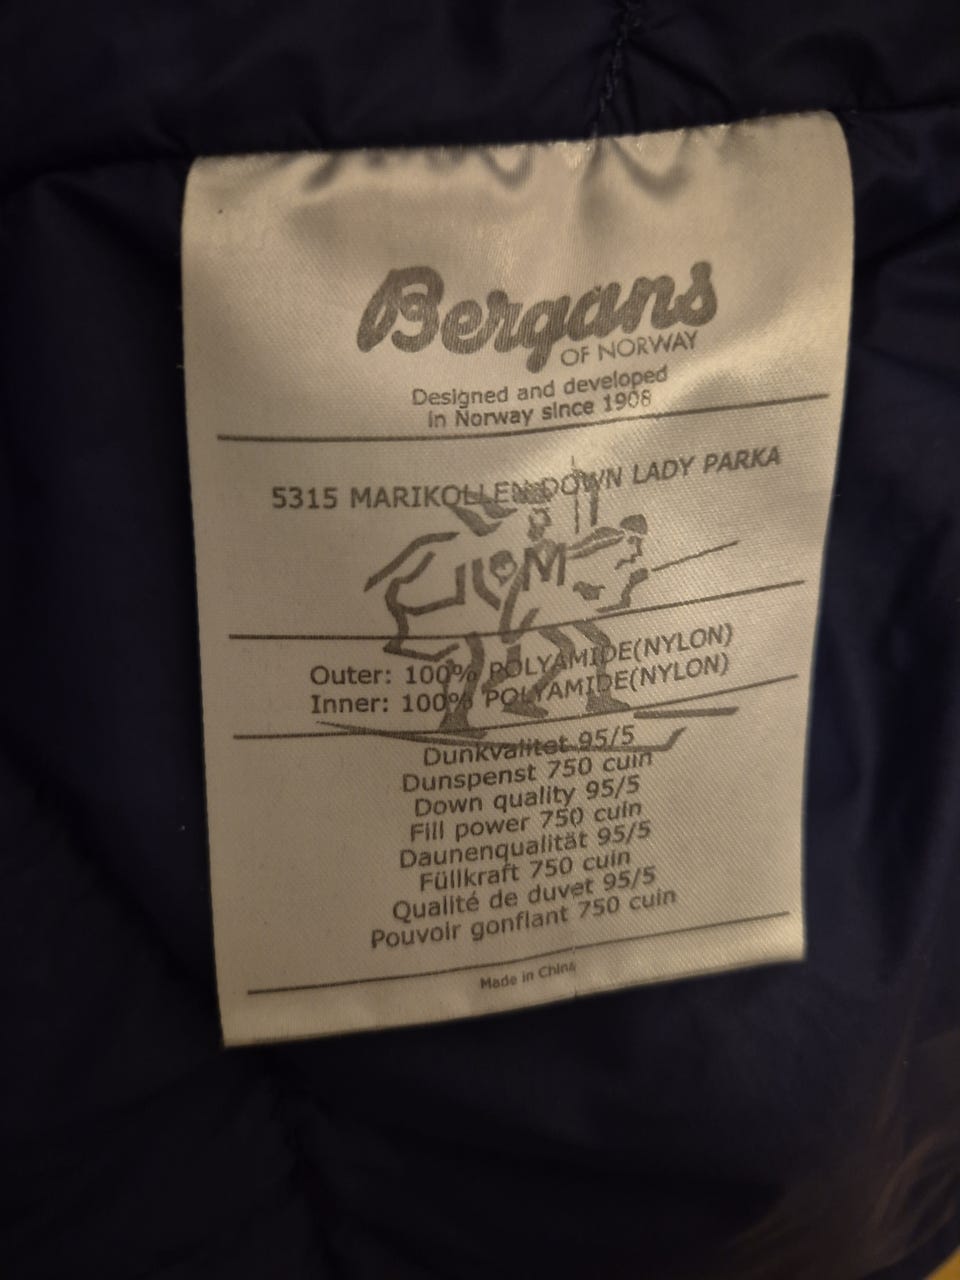 Bergans
OF NORWAY
Designed and developed
in Norway since 1908
5315 MARIKOLLEN DOWN LADY PARKA
M
Outer: 100% POLYAMIDE(NYLON)
Inner: 100% POLYAMIDE(NYLON)
Dunkvalitet 95/5
Dunspenst 750 cuin
Down quality 95/5
Fill power 750 cuin
Daunenqualität 95/5
Füllkraft 750 cuin
Qualité de duvet 95/5
Pouvoir gonflant 750 cuin
Made in China